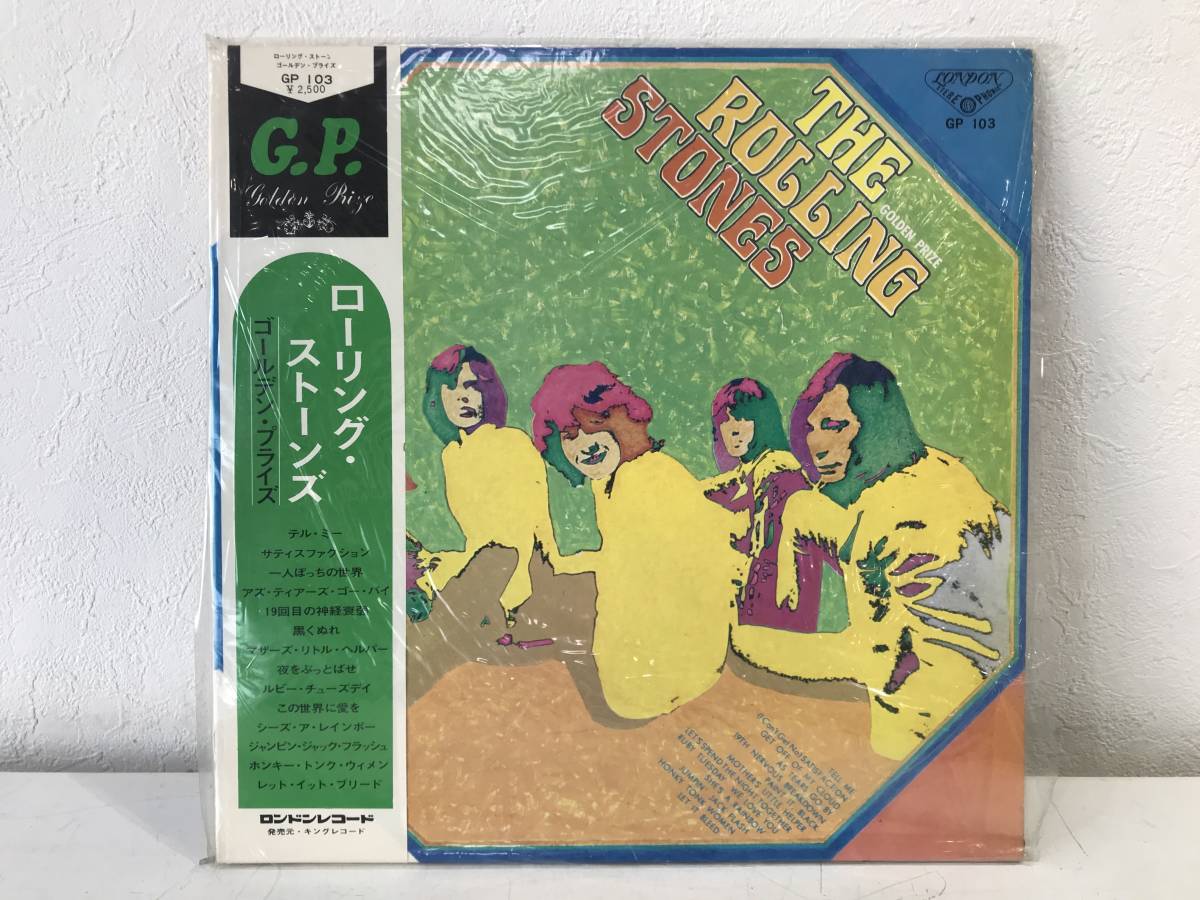 ローリング・ストーン
ゴールデン・プライズ
GP 103
¥2,500
G.P.
Golden Prize
ローリング・
ストーンズ
ゴールデン・プライズ
テル・ミー
サティスファクション
一人ぼっちの世界
アズ・ティアーズ・ゴー・バイ
19回目の神経衰弱
黒くぬれ
マザーズ・リトル・ヘルパー
夜をぶっとばせ
ルビー・チューズデイ
この世界に愛を
シーズ・ア・レインボー
ジャンピン・ジャック・フラッシュ
ホンキー・トンク・ウィメン
レット・イット・ブリード
ロンドンレコード
発売元・キングレコード
THE
ROLLING
STONES
GOLDEN PRIZE
LONDON
STEREO PHONIC
GP 103
TELL ME
(I Can't Get No) SATISFACTION
GET OFF OF MY CLOUD
AS TEARS GO BY
19TH NERVOUS BREAKDOWN
PAINT IT BLACK
MOTHER'S LITTLE HELPER
LET'S SPEND THE NIGHT TOGETHER
RUBY TUESDAY
WE LOVE YOU
SHE'S A RAINBOW
JUMPIN' JACK FLASH
HONKY TONK WOMEN
LET IT BLEED